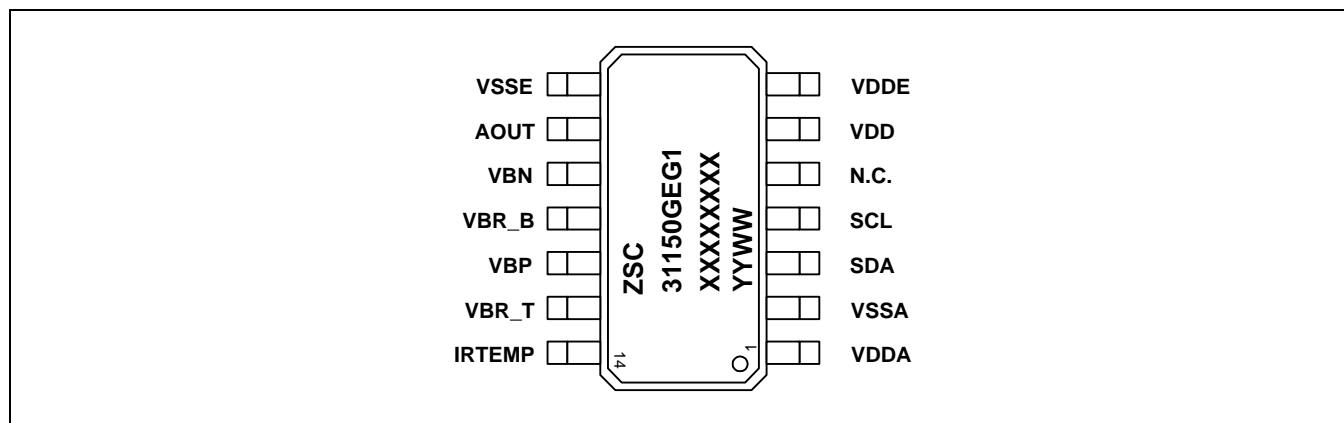 VSSE
AOUT
VBN
VBR_B
VBP
VBR_T
IRTEMP
ZSC
31150GEG1
XXXXXXXX
YYWW
14
1
VDDE
VDD
N.C.
SCL
SDA
VSSA
VDDA